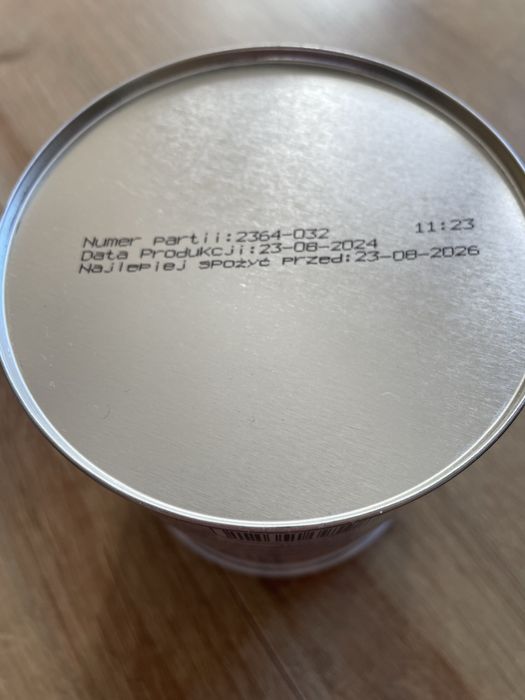 Numer partii:2364-032 11:23
Data Produkcji:23-08-2024
Najlepiej spożyć przed:23-08-2026